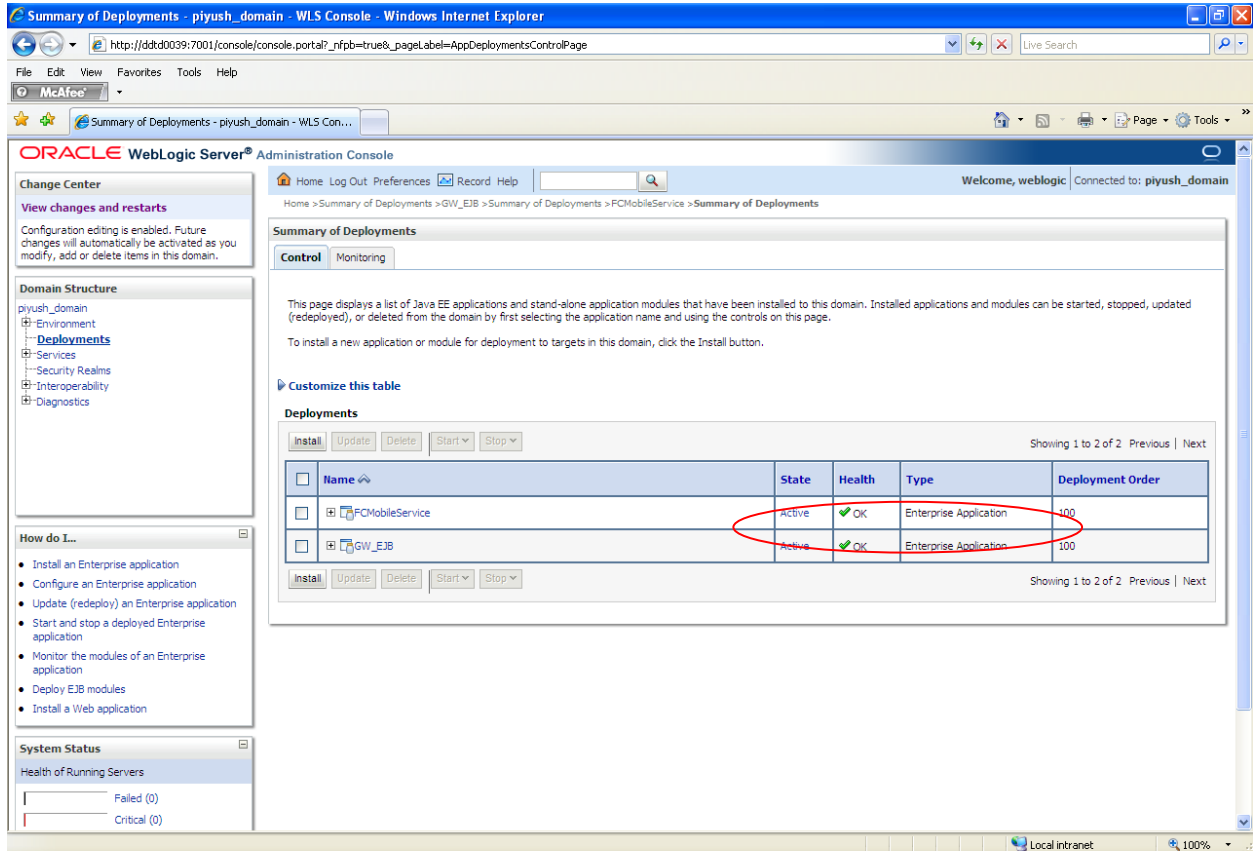 Summary of Deployments - piyush_domain - WLS Console - Windows Internet Explorer
http://ddtd0039:7001/console/console.portal?_nfpb=true&_pageLabel=AppDeploymentsControlPage
Live Search
File Edit View Favorites Tools Help
McAfee
Summary of Deployments - piyush_domain - WLS Con...
Page Tools
ORACLE WebLogic Server® Administration Console
Change Center
View changes and restarts
Configuration editing is enabled. Future
changes will automatically be activated as you
modify, add or delete items in this domain.
Domain Structure
piyush_domain
Environment
Deployments
Services
Security Realms
Interoperability
Diagnostics
How do I...
Install an Enterprise application
Configure an Enterprise application
Update (redeploy) an Enterprise application
Start and stop a deployed Enterprise
application
Monitor the modules of an Enterprise
application
Deploy EJB modules
Install a Web application
System Status
Health of Running Servers
Failed (0)
Critical (0)
Home Log Out Preferences Record Help
Welcome, weblogic Connected to: piyush_domain
Home >Summary of Deployments >GW_EJB >Summary of Deployments >FCMobileService >Summary of Deployments
Summary of Deployments
Control Monitoring
This page displays a list of Java EE applications and stand-alone application modules that have been installed to this domain. Installed applications and modules can be started, stopped, updated
(redeployed), or deleted from the domain by first selecting the application name and using the controls on this page.
To install a new application or module for deployment to targets in this domain, click the Install button.
Customize this table
Deployments
Install Update Delete Start Stop Showing 1 to 2 of 2 Previous | Next
Name State Health Type Deployment Order
FCMobileService Active OK Enterprise Application 100
GW_EJB Active OK Enterprise Application 100
Install Update Delete Start Stop Showing 1 to 2 of 2 Previous | Next
Local intranet 100%